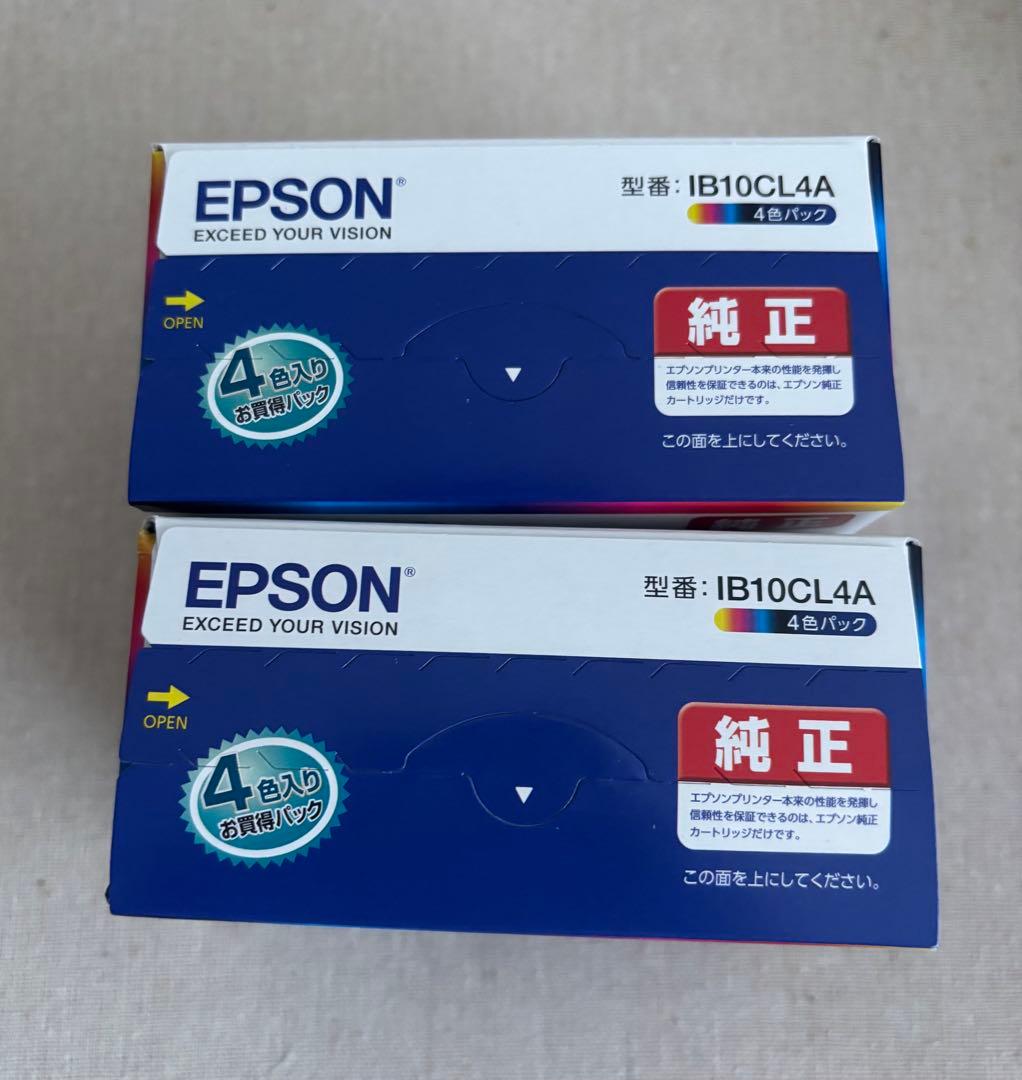 EPSON®
EXCEED YOUR VISION
型番: IB10CL4A
4色パック
OPEN
4色入り
お買得パック
純正
エプソンプリンター本来の性能を発揮し
信頼性を保証できるのは、エプソン純正
カートリッジだけです。
この面を上にしてください。
純正
EPSON®
EXCEED YOUR VISION
型番: IB10CL4A
4色パック
OPEN
4色入り
お買得パック
純正
エプソンプリンター本来の性能を発揮し
信頼性を保証できるのは、エプソン純正
カートリッジだけです。
この面を上にしてください。